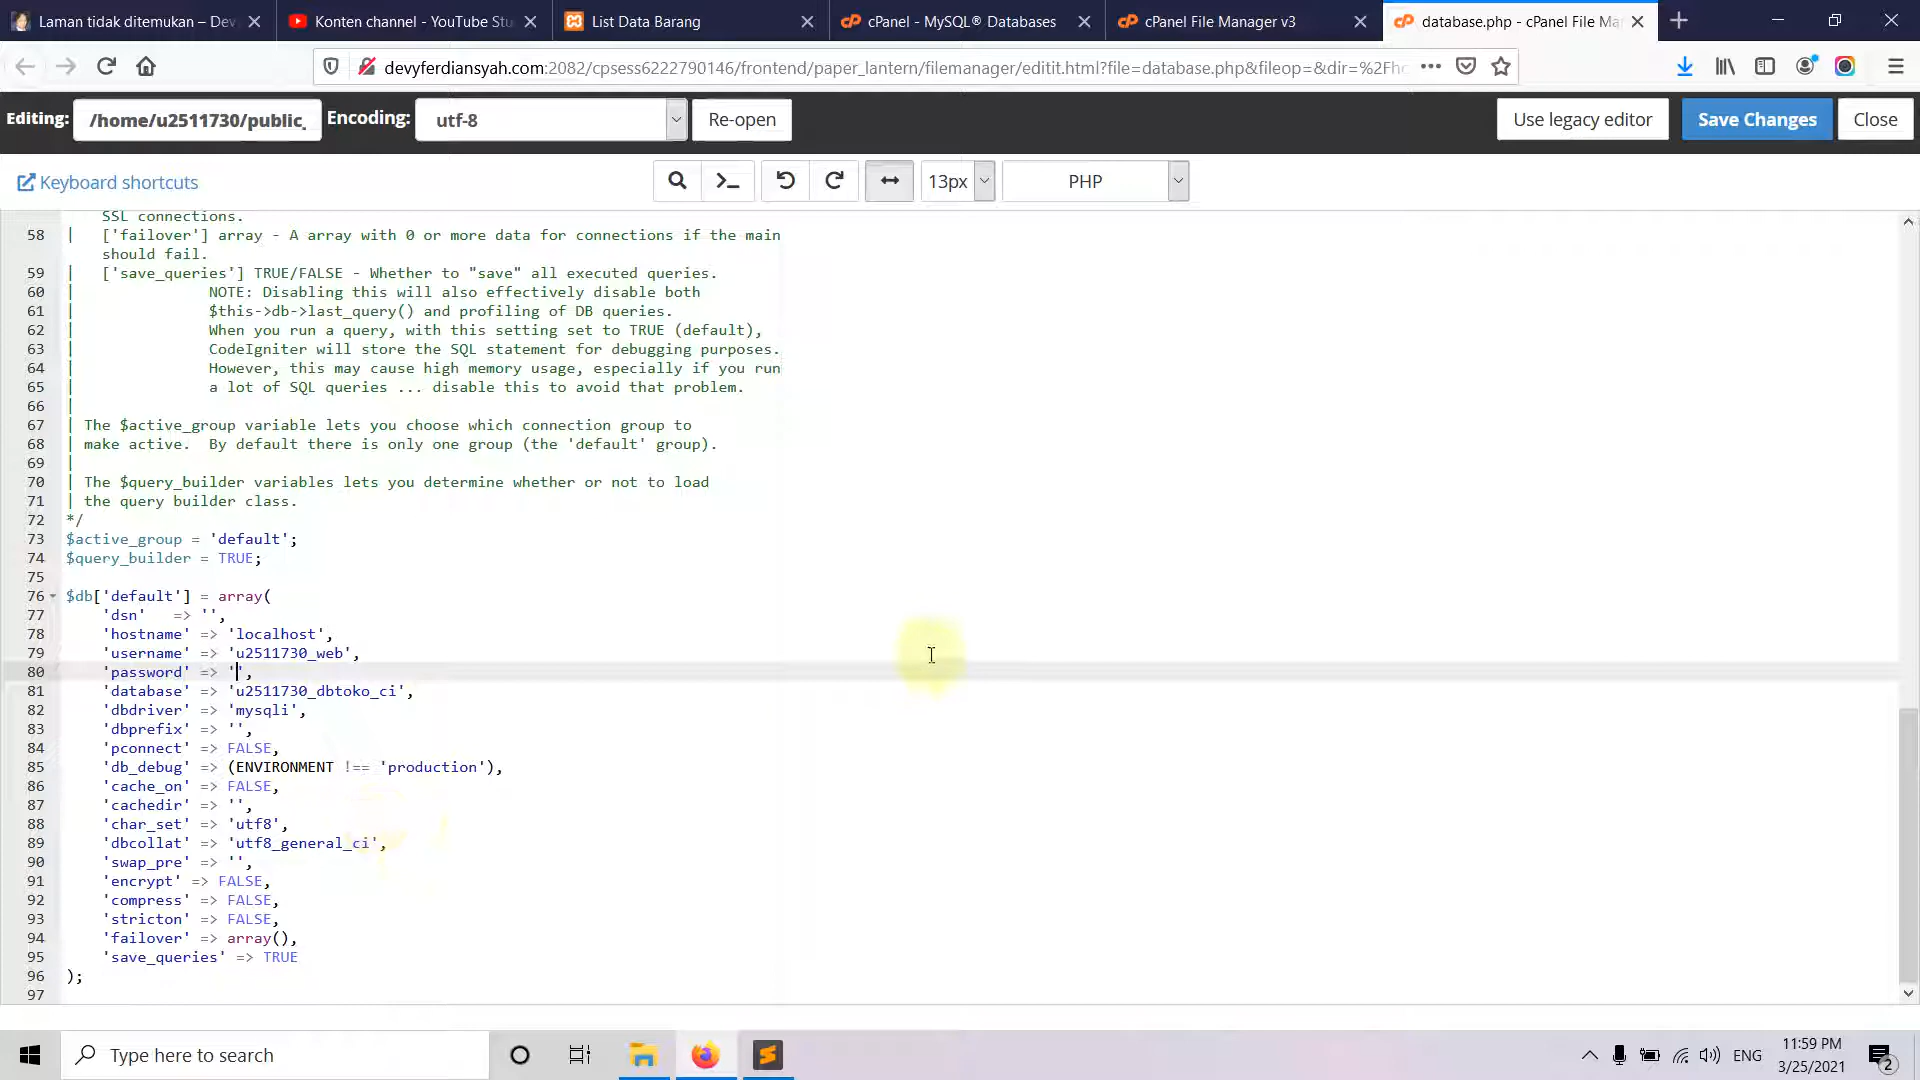 Laman tidak ditemukan – Dev
Konten channel - YouTube Stu
List Data Barang
cPanel - MySQL® Databases
cPanel File Manager v3
database.php - cPanel File Ma
devyferdiansyah.com:2082/cpsess6222790146/frontend/paper_lantern/filemanager/editit.html?file=database.php&fileop=&dir=%2Fhc
Editing: /home/u2511730/public_ Encoding: utf-8 Re-open Use legacy editor Save Changes Close
Keyboard shortcuts 13px PHP
SSL connections.
58 | ['failover'] array - A array with 0 or more data for connections if the main
should fail.
59 | ['save_queries'] TRUE/FALSE - Whether to "save" all executed queries.
60 | NOTE: Disabling this will also effectively disable both
61 | $this->db->last_query() and profiling of DB queries.
62 | When you run a query, with this setting set to TRUE (default),
63 | CodeIgniter will store the SQL statement for debugging purposes.
64 | However, this may cause high memory usage, especially if you run
65 | a lot of SQL queries ... disable this to avoid that problem.
66 |
67 | The $active_group variable lets you choose which connection group to
68 | make active.  By default there is only one group (the 'default' group).
69 |
70 | The $query_builder variables lets you determine whether or not to load
71 | the query builder class.
72 */
73 $active_group = 'default';
74 $query_builder = TRUE;
75
76 $db['default'] = array(
77 'dsn'   => '',
78 'hostname' => 'localhost',
79 'username' => 'u2511730_web',
80 'password' => '',
81 'database' => 'u2511730_dbtoko_ci',
82 'dbdriver' => 'mysqli',
83 'dbprefix' => '',
84 'pconnect' => FALSE,
85 'db_debug' => (ENVIRONMENT !== 'production'),
86 'cache_on' => FALSE,
87 'cachedir' => '',
88 'char_set' => 'utf8',
89 'dbcollat' => 'utf8_general_ci',
90 'swap_pre' => '',
91 'encrypt' => FALSE,
92 'compress' => FALSE,
93 'stricton' => FALSE,
94 'failover' => array(),
95 'save_queries' => TRUE
96 );
97
Type here to search
ENG
11:59 PM
3/25/2021
2